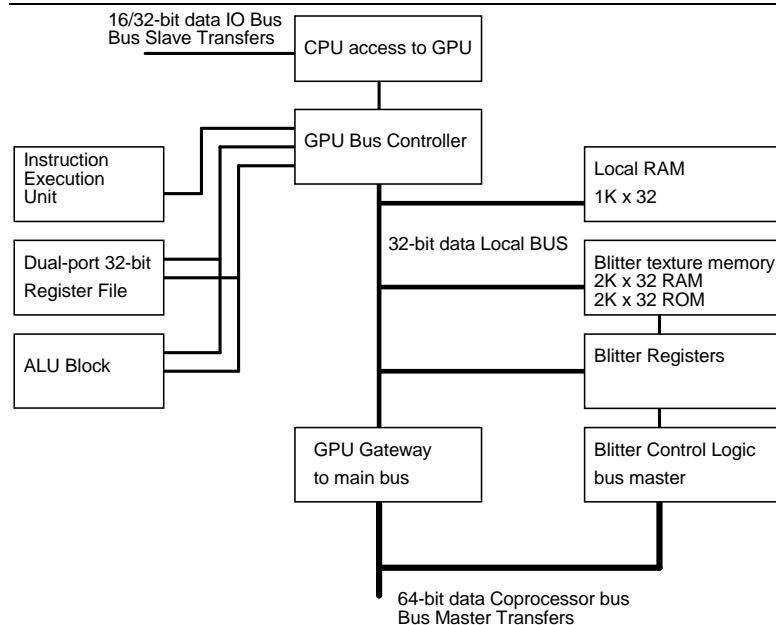 16/32-bit data IO Bus
Bus Slave Transfers
CPU access to GPU
GPU Bus Controller
Instruction
Execution
Unit
Local RAM
1K x 32
32-bit data Local BUS
Dual-port 32-bit
Register File
Blitter texture memory
2K x 32 RAM
2K x 32 ROM
ALU Block
Blitter Registers
GPU Gateway
to main bus
Blitter Control Logic
bus master
64-bit data Coprocessor bus
Bus Master Transfers